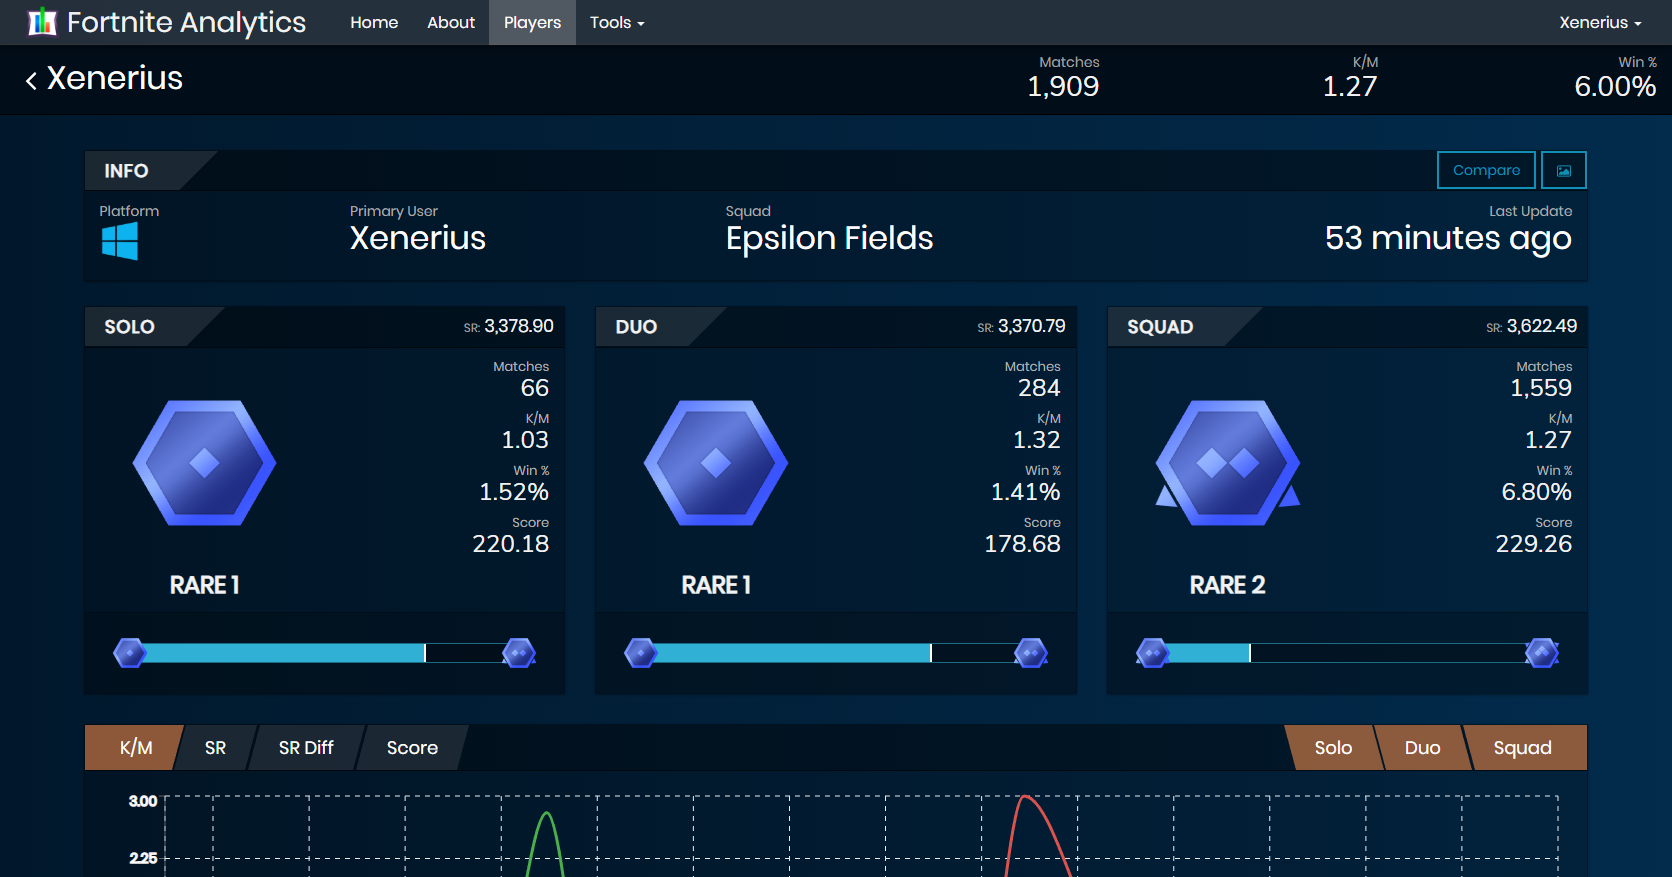 Fortnite Analytics Home About Players Tools Xenerius
Xenerius
Matches K/M Win %
1,909 1.27 6.00%
INFO Compare
Platform Primary User Squad Last Update
Xenerius Epsilon Fields 53 minutes ago
SOLO SR: 3,378.90
Matches
66
K/M
1.03
Win %
1.52%
Score
220.18
RARE 1
DUO SR: 3,370.79
Matches
284
K/M
1.32
Win %
1.41%
Score
178.68
RARE 1
SQUAD SR: 3,622.49
Matches
1,559
K/M
1.27
Win %
6.80%
Score
229.26
RARE 2
K/M SR SR Diff Score Solo Duo Squad
3.00
2.25